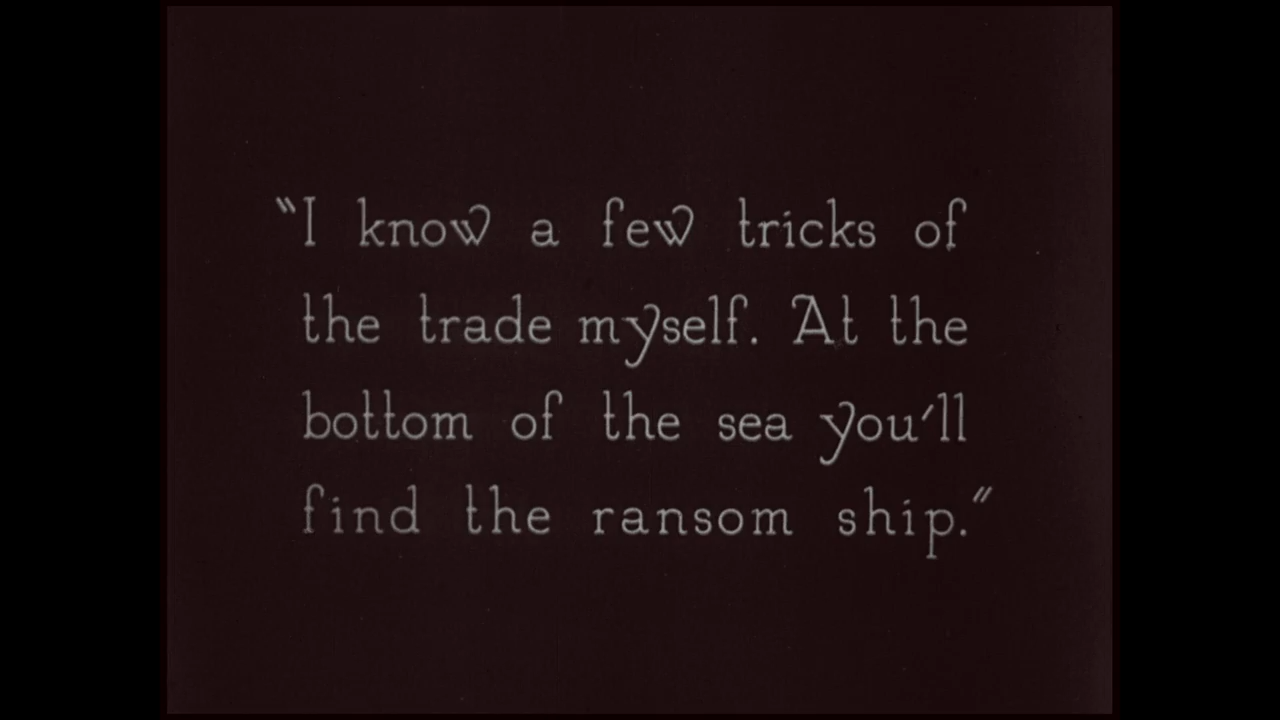 "I know a few tricks of
the trade myself. At the
bottom of the sea you'll
find the ransom ship."